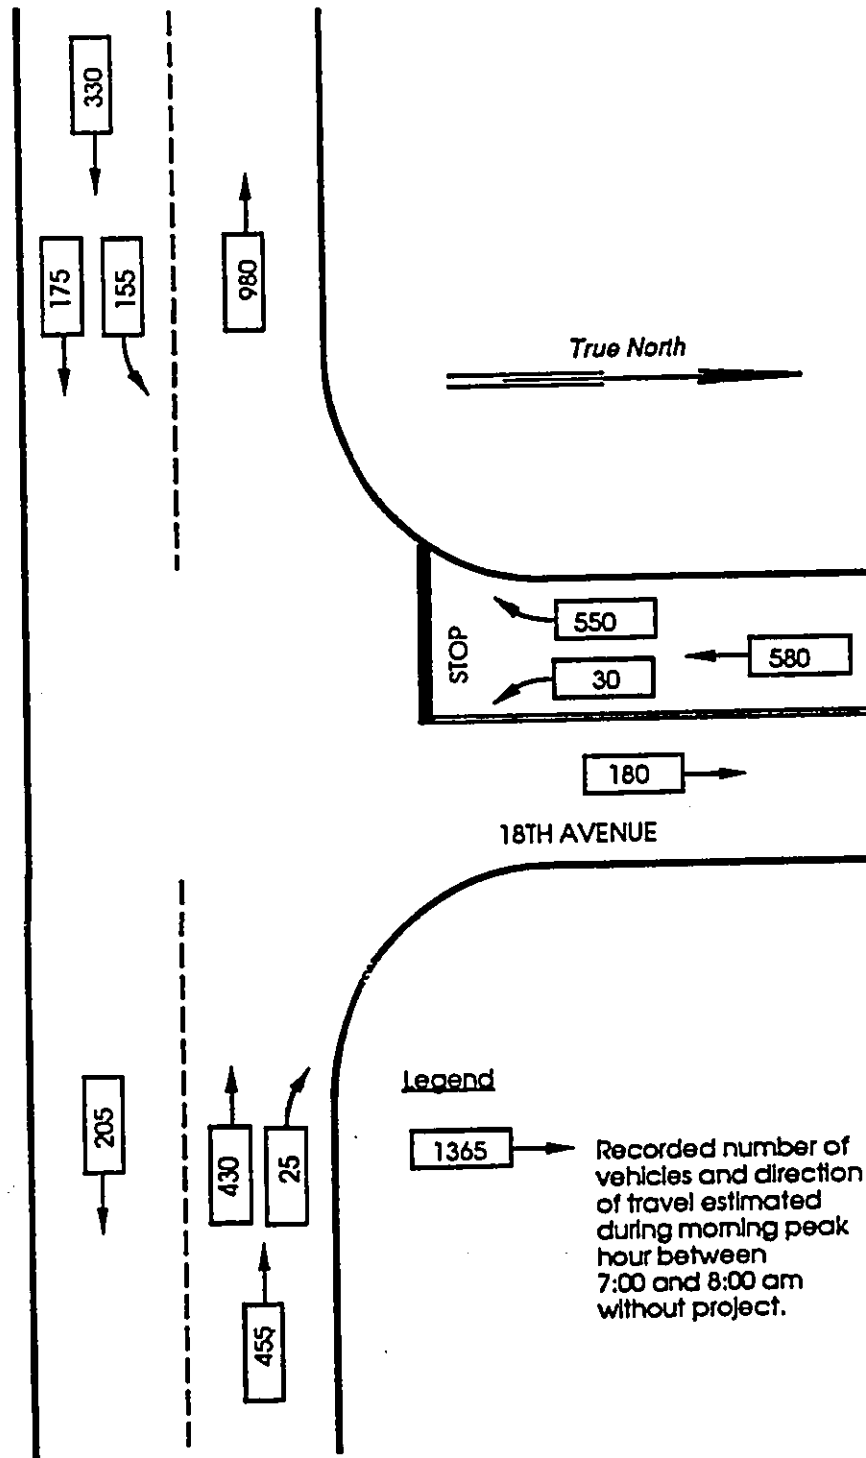 330
175
155
980
True North
550
STOP
30
580
180
18TH AVENUE
205
430
25
455
Legend
1365
Recorded number of
vehicles and direction
of travel estimated
during morning peak
hour between
7:00 and 8:00 am
without project.